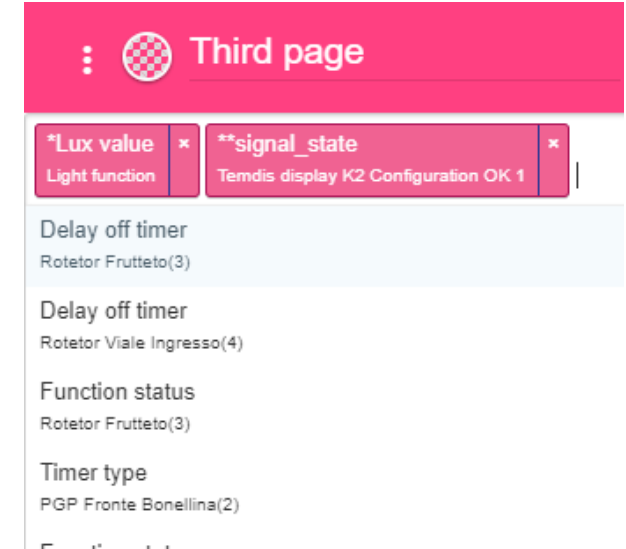 Third page
*Lux value ×
Light function
**signal_state ×
Temdis display K2 Configuration OK 1
Delay off timer
Rotetor Frutteto(3)
Delay off timer
Rotetor Viale Ingresso(4)
Function status
Rotetor Frutteto(3)
Timer type
PGP Fronte Bonellina(2)